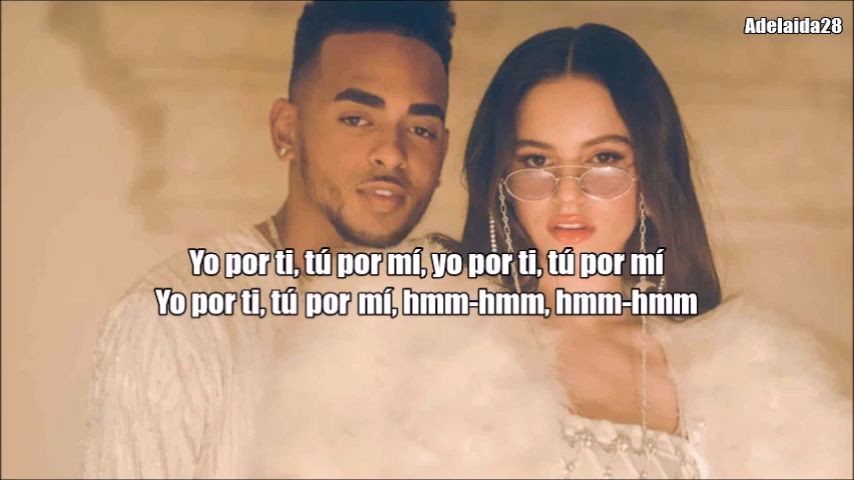 Adelaida28
Yo por ti, tú por mí, yo por ti, tú por mí
Yo por ti, tú por mí, hmm-hmm, hmm-hmm